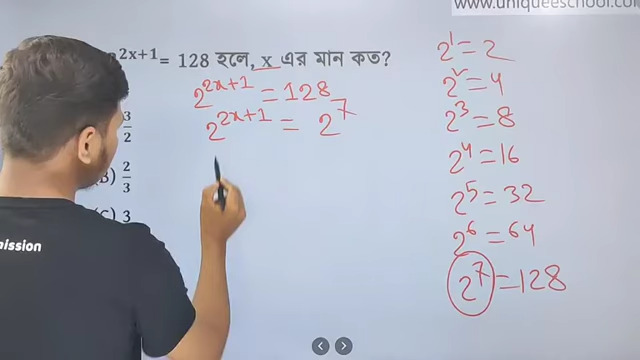 www.uniqueeschool.com
2^{2x+1} = 128 হলে, x এর মান কত?
3/2
(B) 2/3
(C) 3
2^{2x+1} = 128
2^{2x+1} = 2^7
2^1 = 2
2^2 = 4
2^3 = 8
2^4 = 16
2^5 = 32
2^6 = 64
2^7 = 128
mission